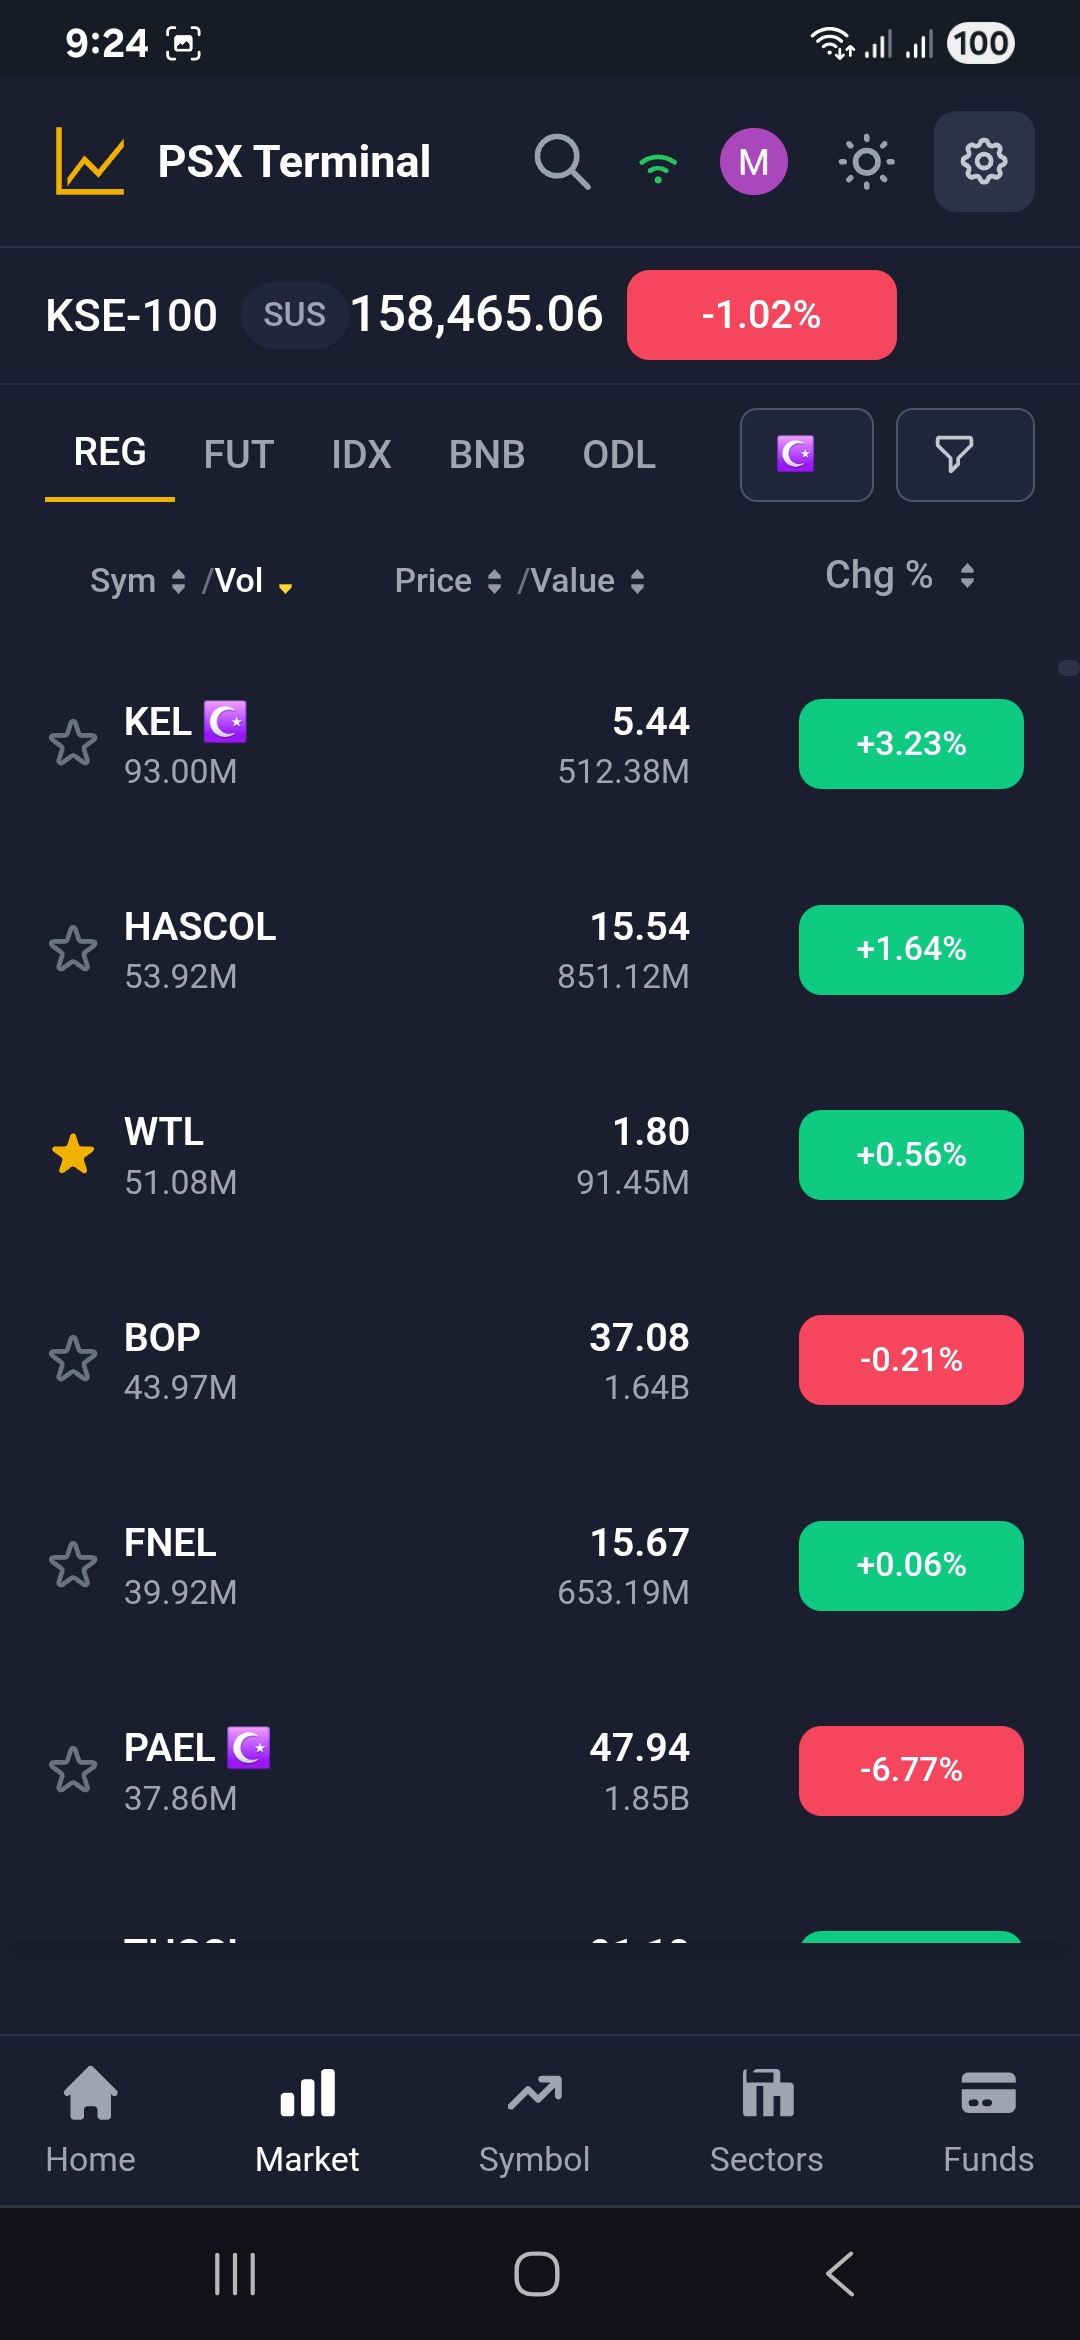 9:24 100
PSX Terminal M
KSE-100 SUS 158,465.06 -1.02%
REG FUT IDX BNB ODL
Sym /Vol Price /Value Chg %
KEL 5.44 +3.23%
93.00M 512.38M
HASCOL 15.54 +1.64%
53.92M 851.12M
WTL 1.80 +0.56%
51.08M 91.45M
BOP 37.08 -0.21%
43.97M 1.64B
FNEL 15.67 +0.06%
39.92M 653.19M
PAEL 47.94 -6.77%
37.86M 1.85B
Home Market Symbol Sectors Funds